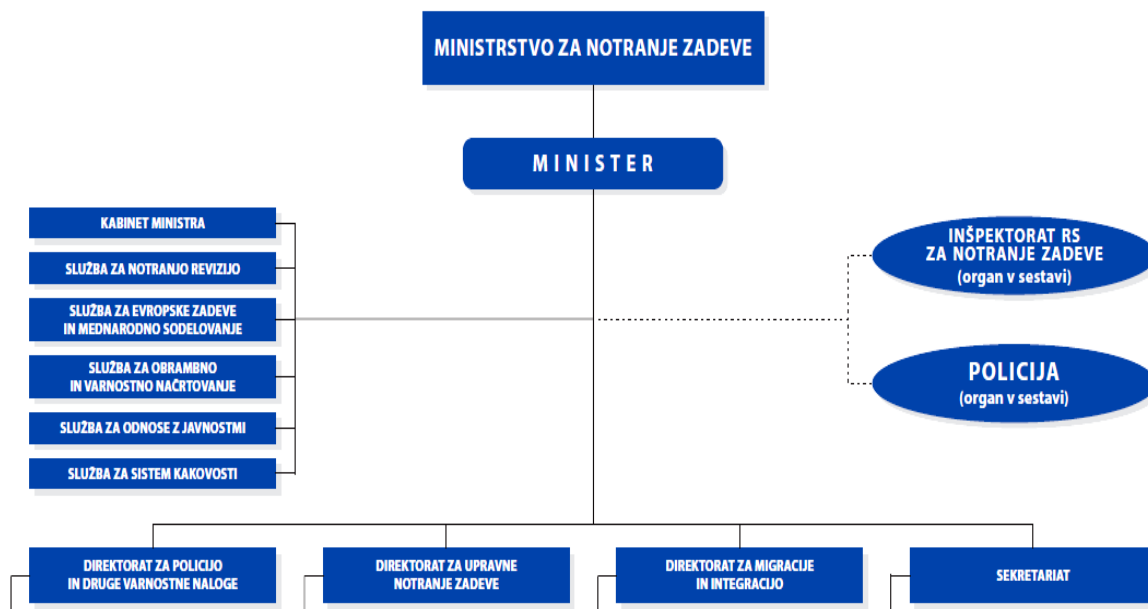 MINISTRSTVO ZA NOTRANJE ZADEVE
MINISTER
KABINET MINISTRA
SLUŽBA ZA NOTRANJO REVIZIJO
SLUŽBA ZA EVROPSKE ZADEVE
IN MEDNARODNO SODELOVANJE
SLUŽBA ZA OBRAMBNO
IN VARNOSTNO NAČRTOVANJE
SLUŽBA ZA ODNOSE Z JAVNOSTMI
SLUŽBA ZA SISTEM KAKOVOSTI
INŠPEKTORAT RS
ZA NOTRANJE ZADEVE
(organ v sestavi)
POLICIJA
(organ v sestavi)
DIREKTORAT ZA POLICIJO
IN DRUGE VARNOSTNE NALOGE
DIREKTORAT ZA UPRAVNE
NOTRANJE ZADEVE
DIREKTORAT ZA MIGRACIJE
IN INTEGRACIJO
SEKRETARIAT